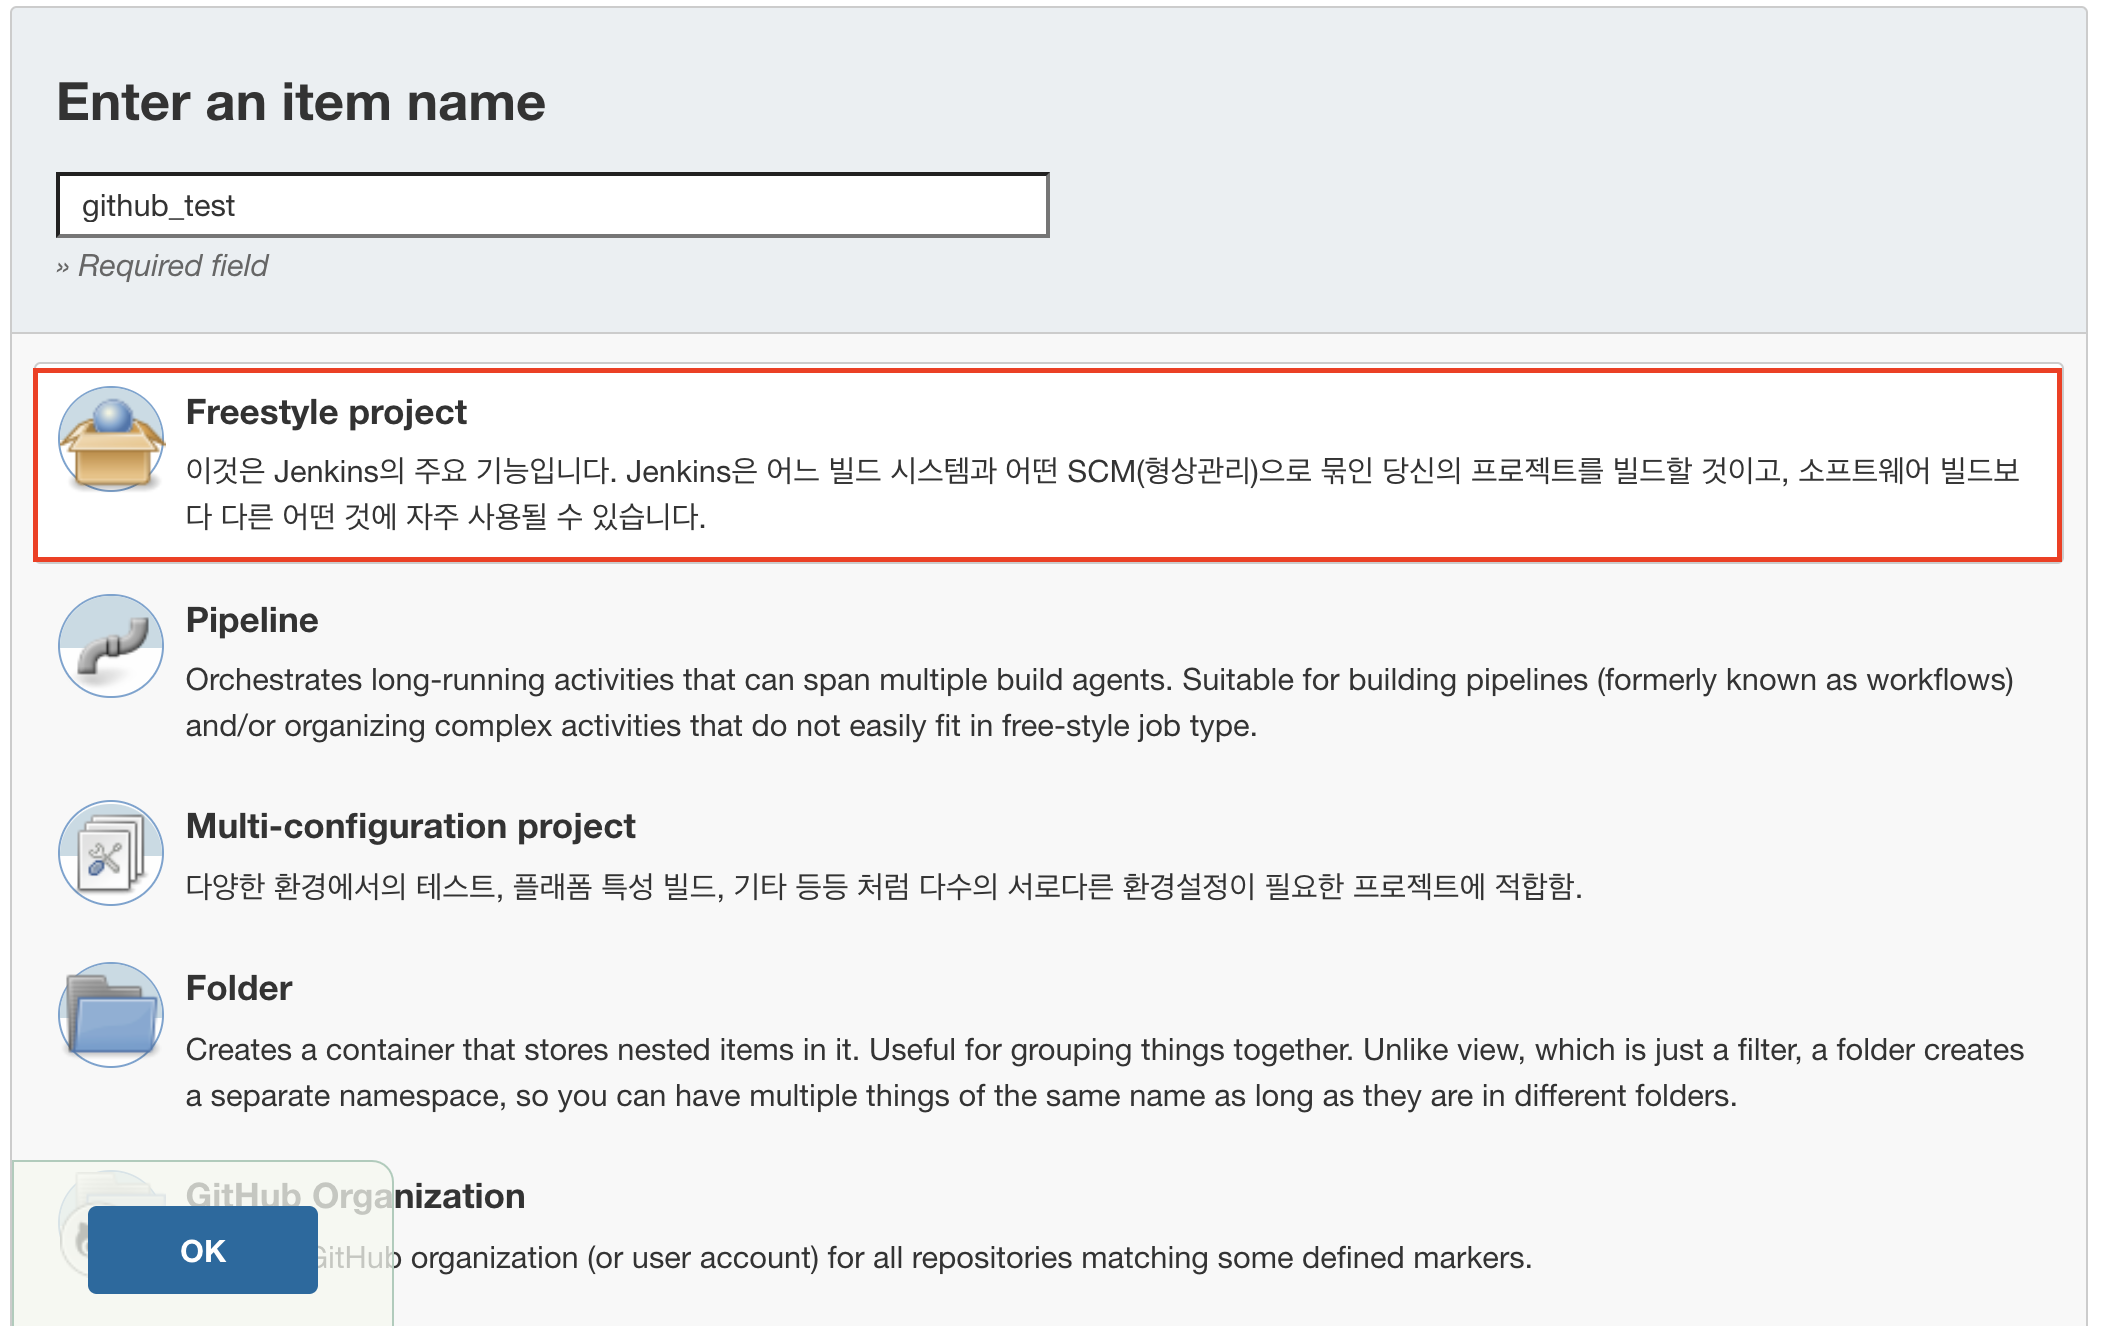 Enter an item name
github_test
» Required field
Freestyle project
이것은 Jenkins의 주요 기능입니다. Jenkins은 어느 빌드 시스템과 어떤 SCM(형상관리)으로 묶인 당신의 프로젝트를 빌드할 것이고, 소프트웨어 빌드보
다 다른 어떤 것에 자주 사용될 수 있습니다.
Pipeline
Orchestrates long-running activities that can span multiple build agents. Suitable for building pipelines (formerly known as workflows)
and/or organizing complex activities that do not easily fit in free-style job type.
Multi-configuration project
다양한 환경에서의 테스트, 플래폼 특성 빌드, 기타 등등 처럼 다수의 서로다른 환경설정이 필요한 프로젝트에 적합함.
Folder
Creates a container that stores nested items in it. Useful for grouping things together. Unlike view, which is just a filter, a folder creates
a separate namespace, so you can have multiple things of the same name as long as they are in different folders.
GitHub Organization
GitHub organization (or user account) for all repositories matching some defined markers.
OK